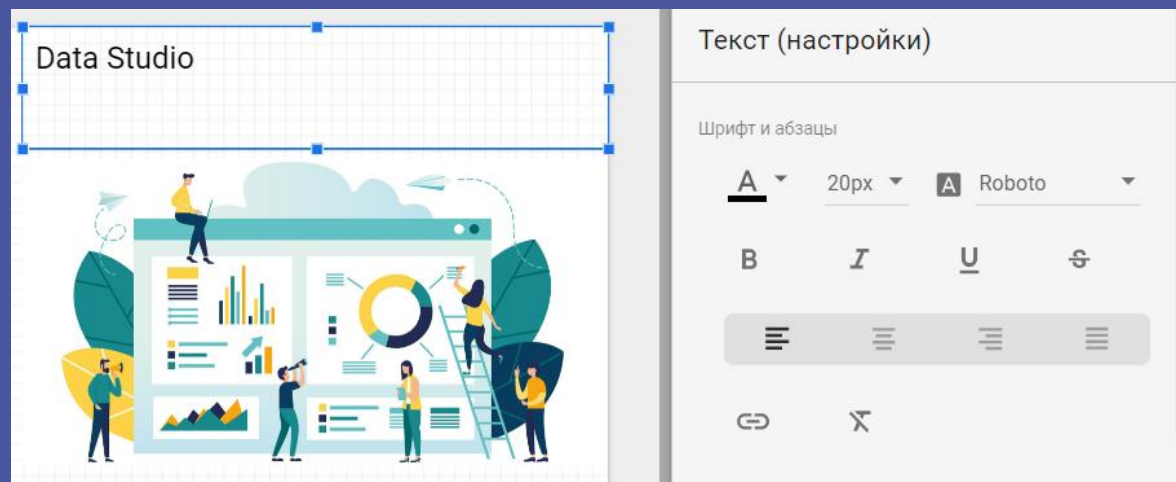 Data Studio
Текст (настройки)
Шрифт и абзацы
A
20px
A Roboto
B
I
U
S